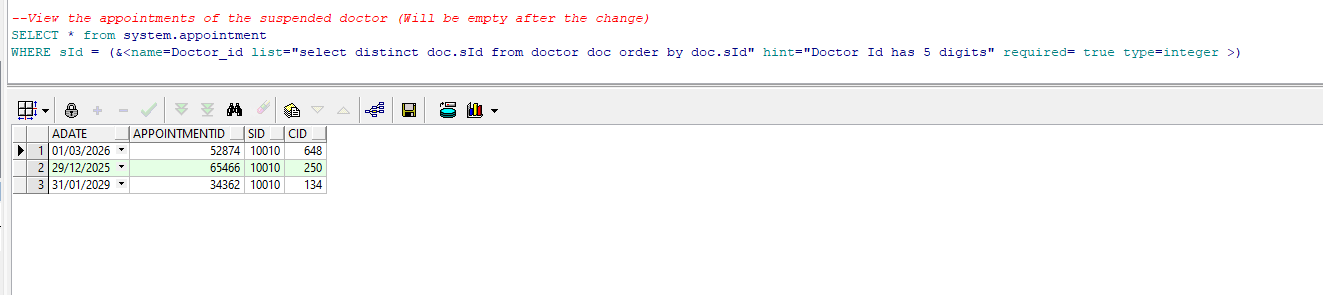 --View the appointments of the suspended doctor (Will be empty after the change)
SELECT * from system.appointment
WHERE sId = (&<name=Doctor_id list="select distinct doc.sId from doctor doc order by doc.sId" hint="Doctor Id has 5 digits" required= true type=integer >)
ADATE APPOINTMENTID SID CID
1 01/03/2026 52874 10010 648
2 29/12/2025 65466 10010 250
3 31/01/2029 34362 10010 134